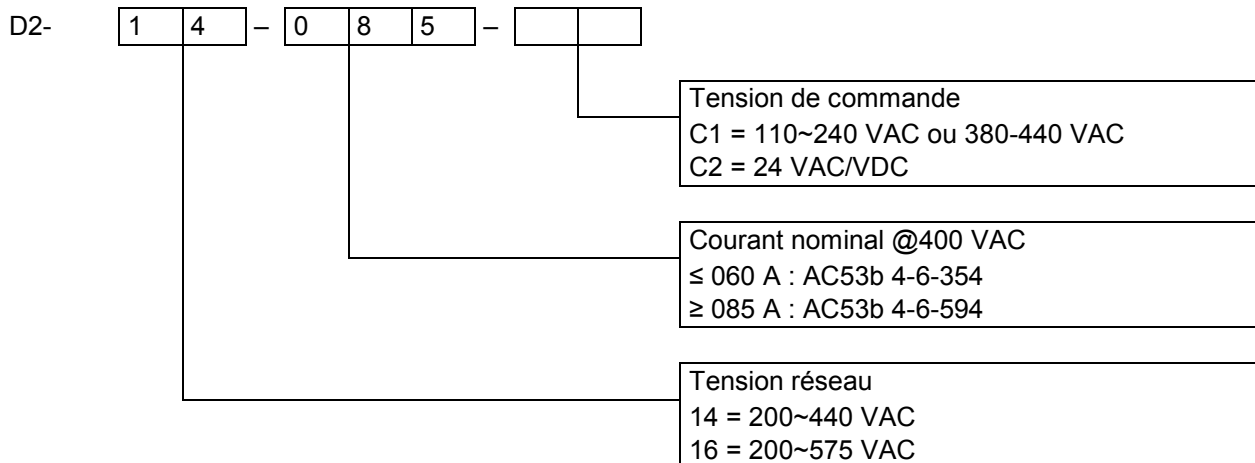 D2- 1 4 – 0 8 5 –
Tension de commande
C1 = 110~240 VAC ou 380-440 VAC
C2 = 24 VAC/VDC
Courant nominal @400 VAC
≤ 060 A : AC53b 4-6-354
≥ 085 A : AC53b 4-6-594
Tension réseau
14 = 200~440 VAC
16 = 200~575 VAC